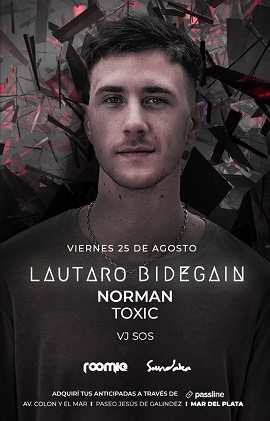 VIERNES 25 DE AGOSTO
LAUTARO BIDEGAIN
NORMAN
TOXIC
VJ SOS
roomie Sundaka
ADQUIRÍ TUS ANTICIPADAS A TRAVÉS DE passline
AV. COLON Y EL MAR I PASEO JESÚS DE GALINDEZ I MAR DEL PLATA